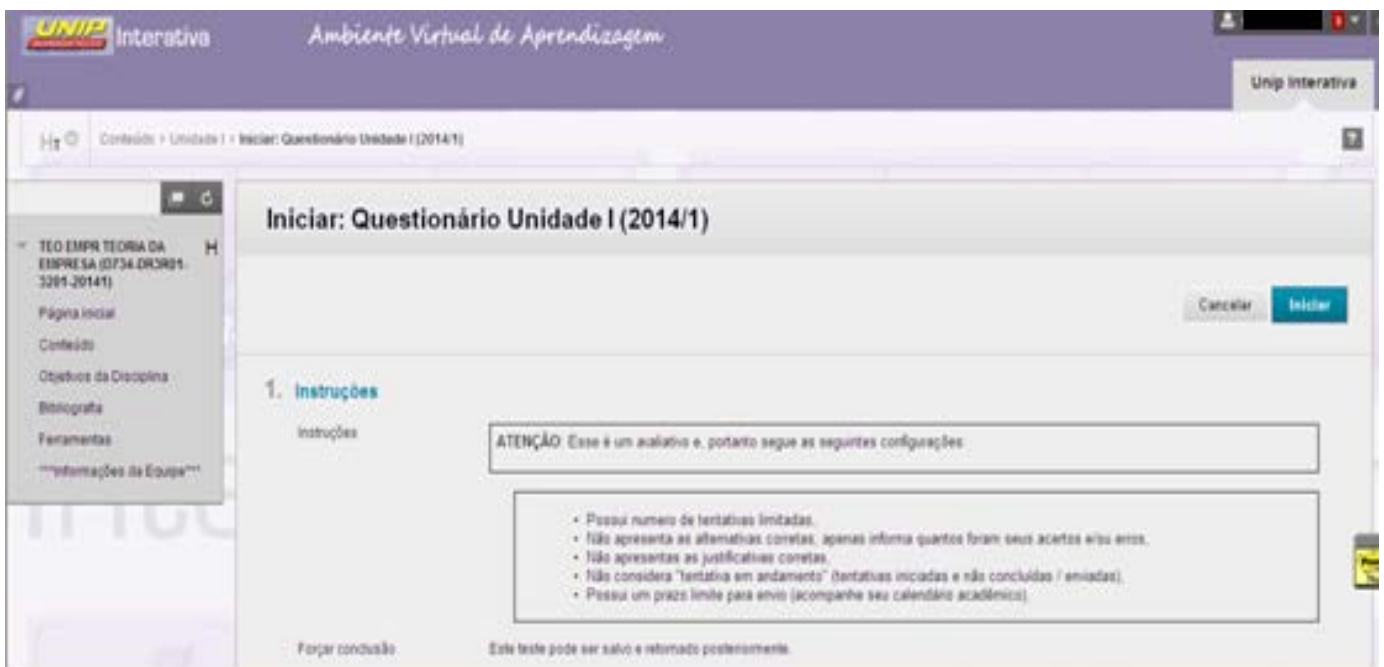 UNIP Interativa
Ambiente Virtual de Aprendizagem
Unip Interativa
Conteúdo > Unidade I > Iniciar: Questionário Unidade I (2014/1)
Iniciar: Questionário Unidade I (2014/1)
TEO EMPR TEORIA DA
EMPRESA (D734-DR3R01-
3201-20141)
Página inicial
Conteúdo
Objetivos da Disciplina
Bibliografia
Ferramentas
***Informações da Equipe***
Cancelar
Iniciar
1. Instruções
Instruções
ATENÇÃO: Esse é um avaliativo e, portanto segue as seguintes configurações:
• Possui numero de tentativas limitadas,
• Não apresenta as alternativas corretas, apenas informa quantos foram seus acertos e/ou erros,
• Não apresentas as justificativas corretas,
• Não considera "tentativa em andamento" (tentativas iniciadas e não concluídas / enviadas),
• Possui um prazo limite para envio (acompanhe seu calendário acadêmico).
Forçar conclusão
Este teste pode ser salvo e retomado posteriormente.